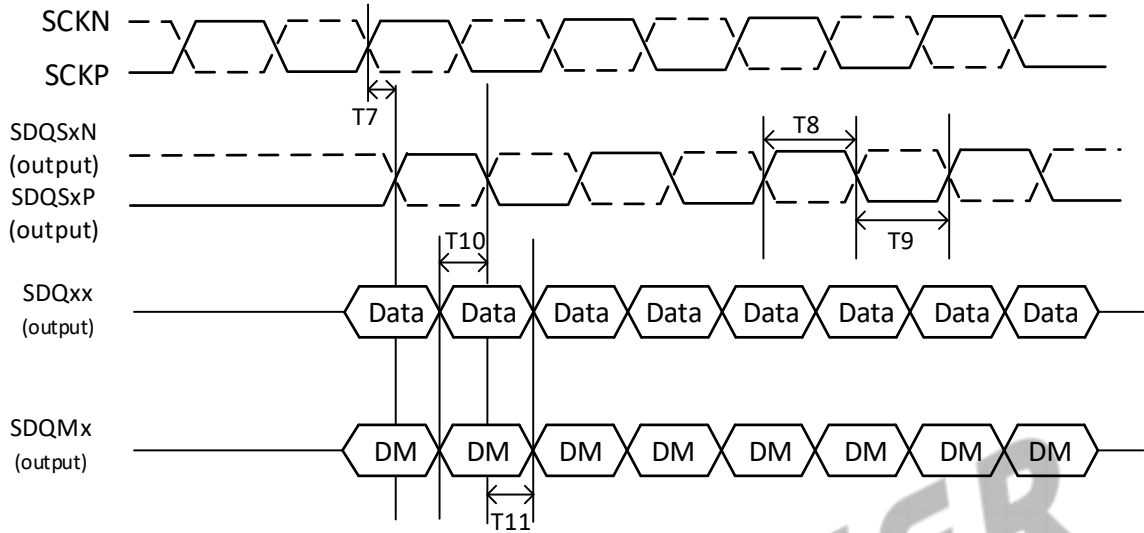 SCKN
SCKP
T7
SDQSxN
(output)
SDQSxP
(output)
T8
T9
T10
SDQxx
(output)
Data Data Data Data Data Data Data Data
SDQMx
(output)
DM DM DM DM DM DM DM DM
T11